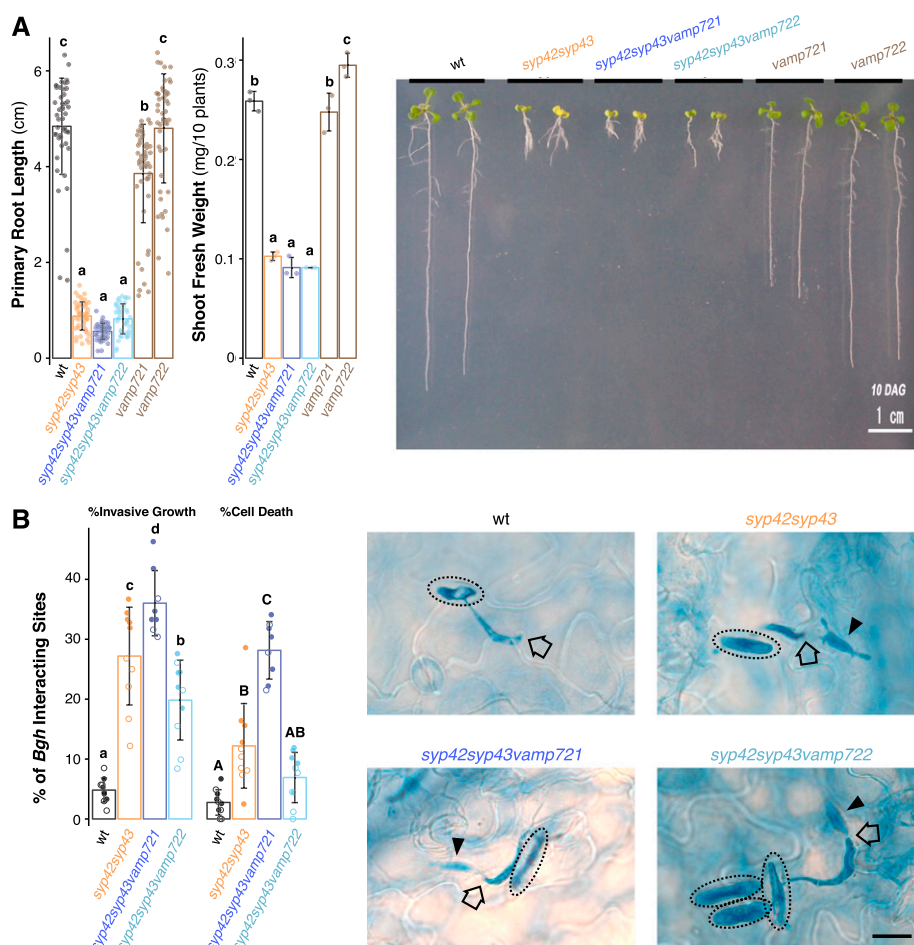 A
Primary Root Length (cm)
6
4
2
0
c
a
a
a
b
c
wt
syp42syp43
syp42syp43vamp721
syp42syp43vamp722
vamp721
vamp722
Shoot Fresh Weight (mg/10 plants)
0.3
0.2
0.1
0
b
a
a
a
b
c
wt
syp42syp43
syp42syp43vamp721
syp42syp43vamp722
vamp721
vamp722
wt
syp42syp43
syp42syp43vamp721
syp42syp43vamp722
vamp721
vamp722
10 DAG
1 cm
B
%Invasive Growth
%Cell Death
% of Bgh Interacting Sites
40
30
20
10
0
a
c
d
b
A
B
C
AB
wt
syp42syp43
syp42syp43vamp721
syp42syp43vamp722
wt
syp42syp43
syp42syp43vamp721
syp42syp43vamp722
wt
syp42syp43
syp42syp43vamp721
syp42syp43vamp722